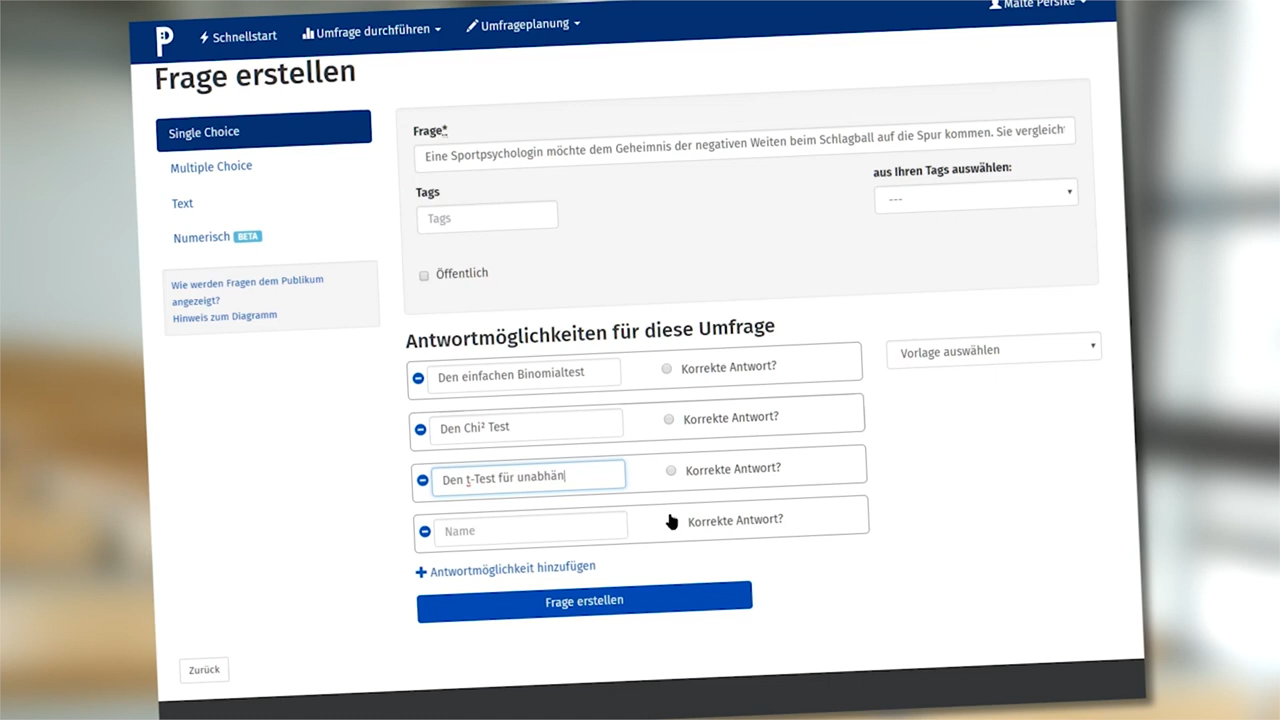 Schnellstart
Umfrage durchführen
Umfrageplanung
Malte Persike
Frage erstellen
Single Choice
Multiple Choice
Text
Numerisch BETA
Wie werden Fragen dem Publikum
angezeigt?
Hinweis zum Diagramm
Frage*
Eine Sportpsychologin möchte dem Geheimnis der negativen Weiten beim Schlagball auf die Spur kommen. Sie vergleich
Tags
Tags
aus Ihren Tags auswählen:
---
Öffentlich
Antwortmöglichkeiten für diese Umfrage
Vorlage auswählen
Den einfachen Binomialtest
Korrekte Antwort?
Den Chi² Test
Korrekte Antwort?
Den t-Test für unabhän
Korrekte Antwort?
Name
Korrekte Antwort?
Antwortmöglichkeit hinzufügen
Frage erstellen
Zurück